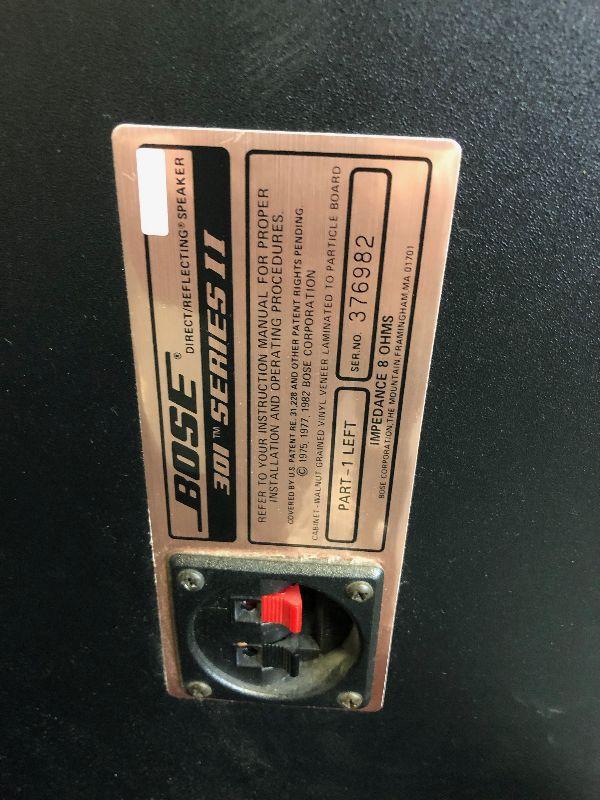 BOSE® DIRECT/REFLECTING® SPEAKER
301™ SERIES II
REFER TO YOUR INSTRUCTION MANUAL FOR PROPER
INSTALLATION AND OPERATING PROCEDURES.
COVERED BY U.S. PATENT RE. 31,228 AND OTHER PATENT RIGHTS PENDING
© 1975, 1977, 1982 BOSE CORPORATION
CABINET-WALNUT GRAINED VINYL VENEER LAMINATED TO PARTICLE BOARD
PART-1 LEFT SER.NO. 376982
IMPEDANCE 8 OHMS
BOSE CORPORATION, THE MOUNTAIN, FRAMINGHAM, MA 01701